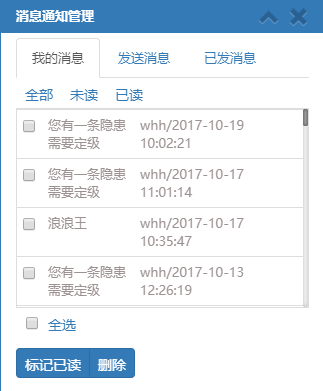 消息通知管理
我的消息 发送消息 已发消息
全部 未读 已读
您有一条隐患 whh/2017-10-19
需要定级 10:02:21
您有一条隐患 whh/2017-10-17
需要定级 11:01:14
浪浪王 whh/2017-10-17
10:35:47
您有一条隐患 whh/2017-10-13
需要定级 12:26:19
全选
标记已读 删除